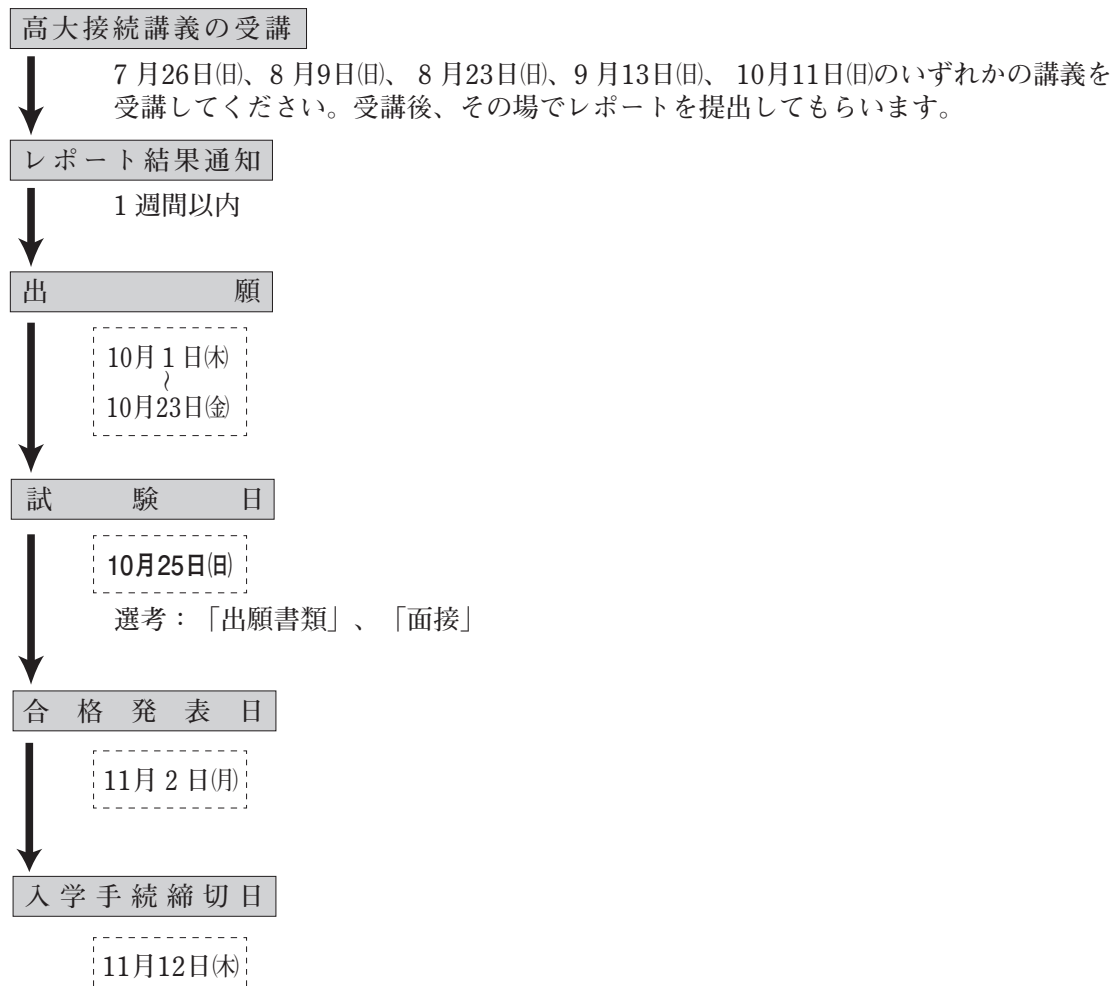 高大接続講義の受講
7月26日㈰、8月9日㈰、8月23日㈰、9月13日㈰、10月11日㈰のいずれかの講義を
受講してください。受講後、その場でレポートを提出してもらいます。
レポート結果通知
1週間以内
出願
10月1日㈭
〜
10月23日㈮
試験日
10月25日㈰
選考：「出願書類」、「面接」
合格発表日
11月2日㈪
入学手続締切日
11月12日㈭